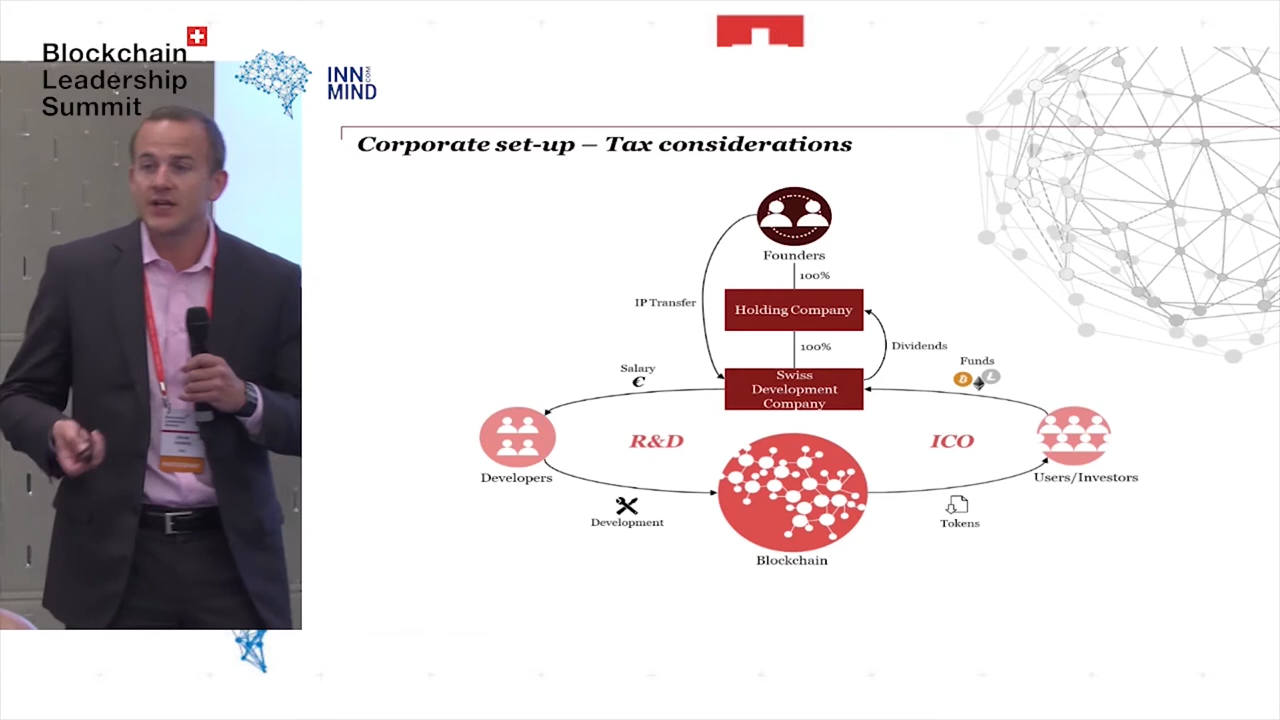 Blockchain
Leadership
Summit
INN
MIND
COM
Corporate set-up – Tax considerations
Founders
100%
IP Transfer
Holding Company
100%
Dividends
Salary
€
Swiss
Development
Company
Funds
R&D
ICO
Developers
Users/Investors
Development
Tokens
Blockchain